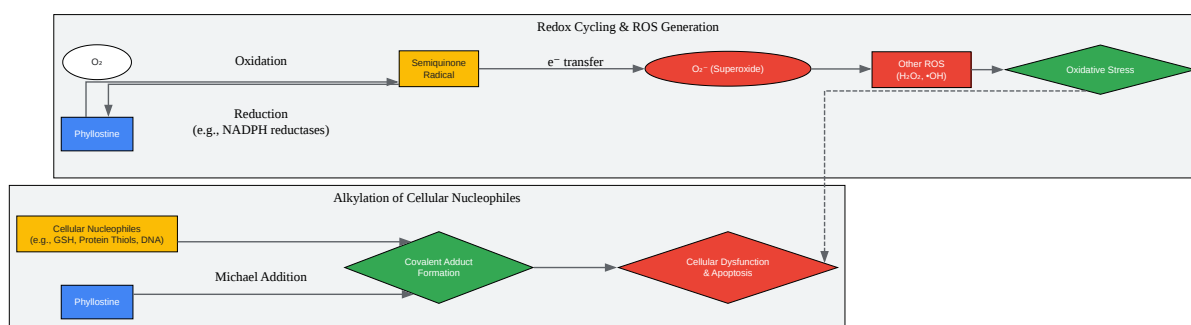 Redox Cycling & ROS Generation
O₂
Oxidation
Semiquinone
Radical
e⁻ transfer
O₂⁻ (Superoxide)
Other ROS
(H₂O₂, •OH)
Oxidative Stress
Reduction
(e.g., NADPH reductases)
Phyllostine
Alkylation of Cellular Nucleophiles
Cellular Nucleophiles
(e.g., GSH, Protein Thiols, DNA)
Covalent Adduct
Formation
Cellular Dysfunction
& Apoptosis
Michael Addition
Phyllostine